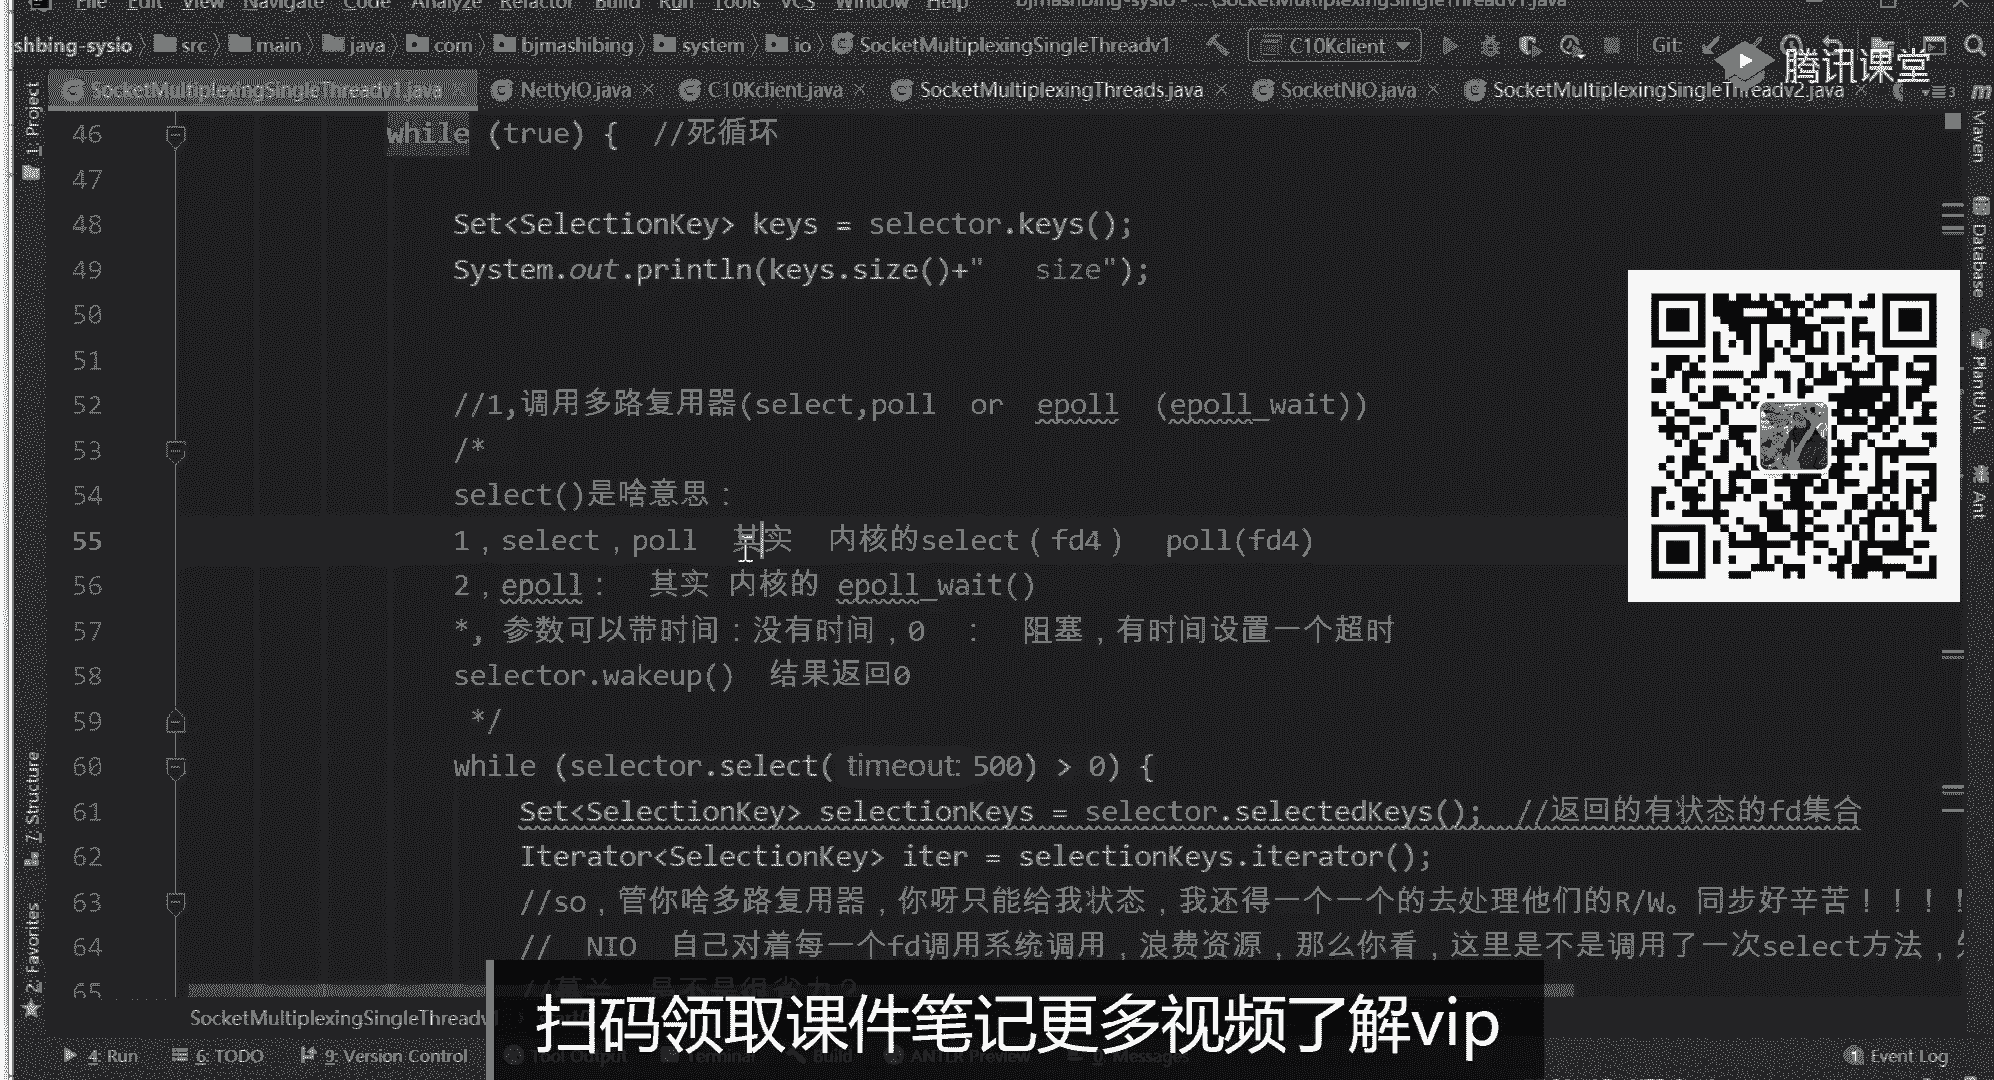 File Edit View Navigate Code Analyze Refactor Build Run Tools VCS Window Help
shbing-sysio src main java com bjmashibing system io SocketMultiplexingSingleThreadv1 C10Kclient Git:
腾讯课堂
SocketMultiplexingSingleThreadv1.java NettyIO.java C10Kclient.java SocketMultiplexingThreads.java SocketNIO.java SocketMultiplexingSingleThreadv2.java
46 while (true) { //死循环
47
48 Set<SelectionKey> keys = selector.keys();
49 System.out.println(keys.size()+"   size");
50
51
52 //1,调用多路复用器(select,poll  or  epoll  (epoll_wait))
53 /*
54 select()是啥意思：
55 1，select，poll  其实  内核的select（fd4）  poll(fd4)
56 2，epoll：  其实 内核的 epoll_wait()
57 *, 参数可以带时间：没有时间，0  ：  阻塞，有时间设置一个超时
58 selector.wakeup()  结果返回0
59 */
60 while (selector.select( timeout: 500) > 0) {
61 Set<SelectionKey> selectionKeys = selector.selectedKeys();  //返回的有状态的fd集合
62 Iterator<SelectionKey> iter = selectionKeys.iterator();
63 //so，管你啥多路复用器，你呀只能给我状态，我还得一个一个的去处理他们的R/W。同步好辛苦！！！！
64 //  NIO  自己对着每一个fd调用系统调用，浪费资源，那么你看，这里是不是调用了一次select方法，
65
扫码领取课件笔记更多视频了解vip
SocketMultiplexingSingleThreadv
4: Run 6: TODO 9: Version Control Tool Output Terminal Build ANTLR Preview 0: Messages 1 Event Log
1: Project
7: Structure
2: Favorites
Maven
Database
PlantUML
Ant